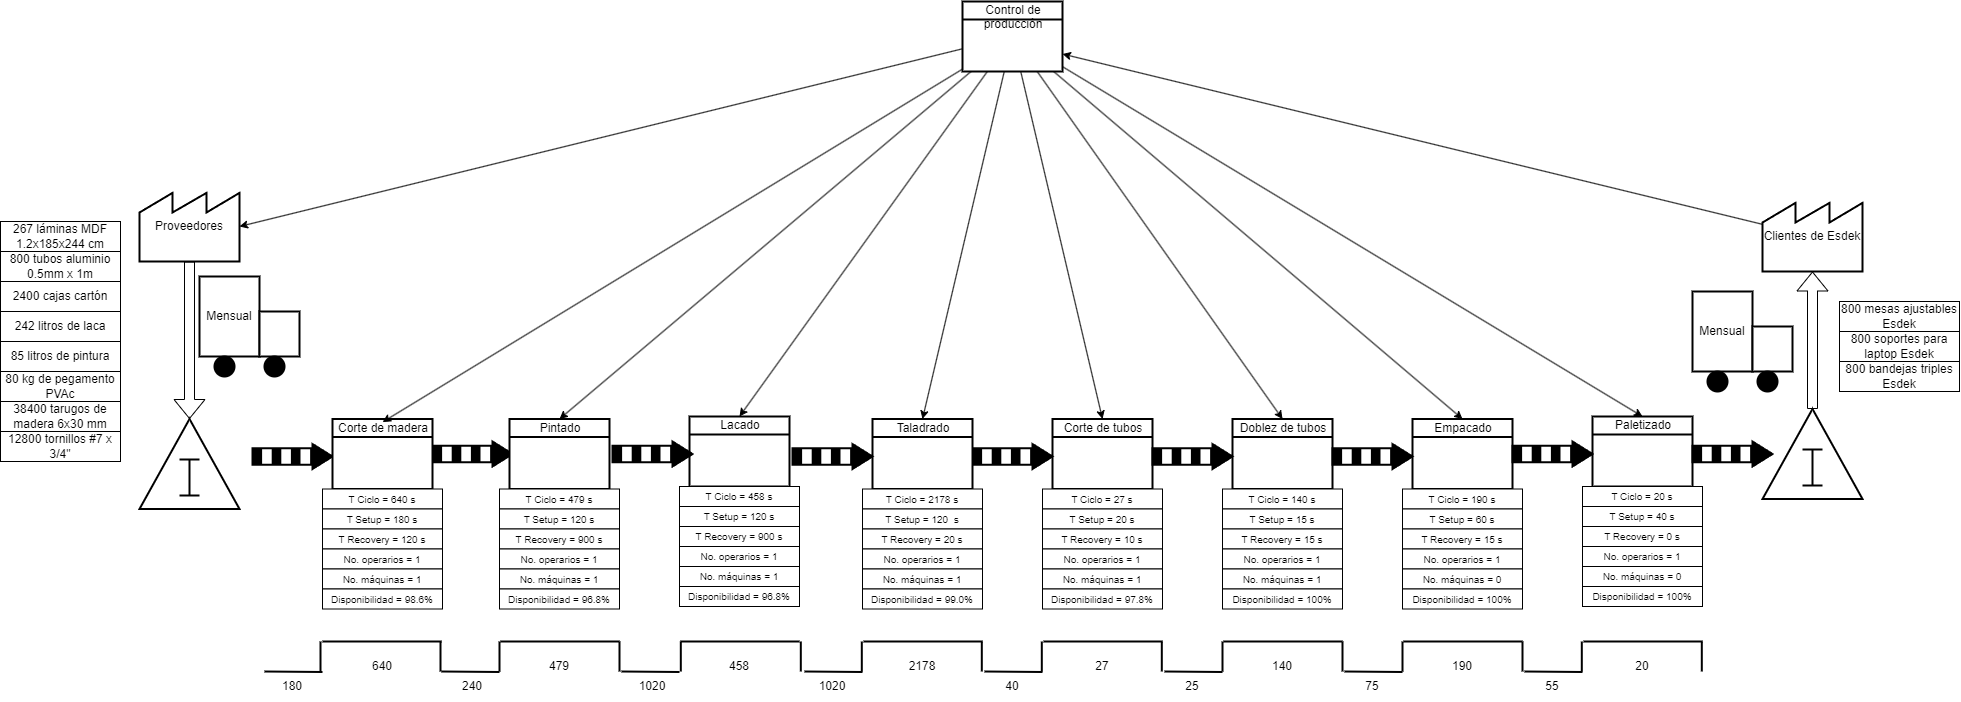 Control de
producción
Proveedores
Clientes de Esdek
267 láminas MDF
1.2x185x244 cm
800 tubos aluminio
0.5mm x 1m
2400 cajas cartón
242 litros de laca
85 litros de pintura
80 kg de pegamento
PVAc
38400 tarugos de
madera 6x30 mm
12800 tornillos #7 x
3/4"
Mensual
Mensual
800 mesas ajustables
Esdek
800 soportes para
laptop Esdek
800 bandejas triples
Esdek
I
Corte de madera
T Ciclo = 640 s
T Setup = 180 s
T Recovery = 120 s
No. operarios = 1
No. máquinas = 1
Disponibilidad = 98.6%
Pintado
T Ciclo = 479 s
T Setup = 120 s
T Recovery = 900 s
No. operarios = 1
No. máquinas = 1
Disponibilidad = 96.8%
Lacado
T Ciclo = 458 s
T Setup = 120 s
T Recovery = 900 s
No. operarios = 1
No. máquinas = 1
Disponibilidad = 96.8%
Taladrado
T Ciclo = 2178 s
T Setup = 120 s
T Recovery = 20 s
No. operarios = 1
No. máquinas = 1
Disponibilidad = 99.0%
Corte de tubos
T Ciclo = 27 s
T Setup = 20 s
T Recovery = 10 s
No. operarios = 1
No. máquinas = 1
Disponibilidad = 97.8%
Doblez de tubos
T Ciclo = 140 s
T Setup = 15 s
T Recovery = 15 s
No. operarios = 1
No. máquinas = 1
Disponibilidad = 100%
Empacado
T Ciclo = 190 s
T Setup = 60 s
T Recovery = 15 s
No. operarios = 1
No. máquinas = 0
Disponibilidad = 100%
Paletizado
T Ciclo = 20 s
T Setup = 40 s
T Recovery = 0 s
No. operarios = 1
No. máquinas = 0
Disponibilidad = 100%
I
180
640
240
479
1020
458
1020
2178
40
27
25
140
75
190
55
20